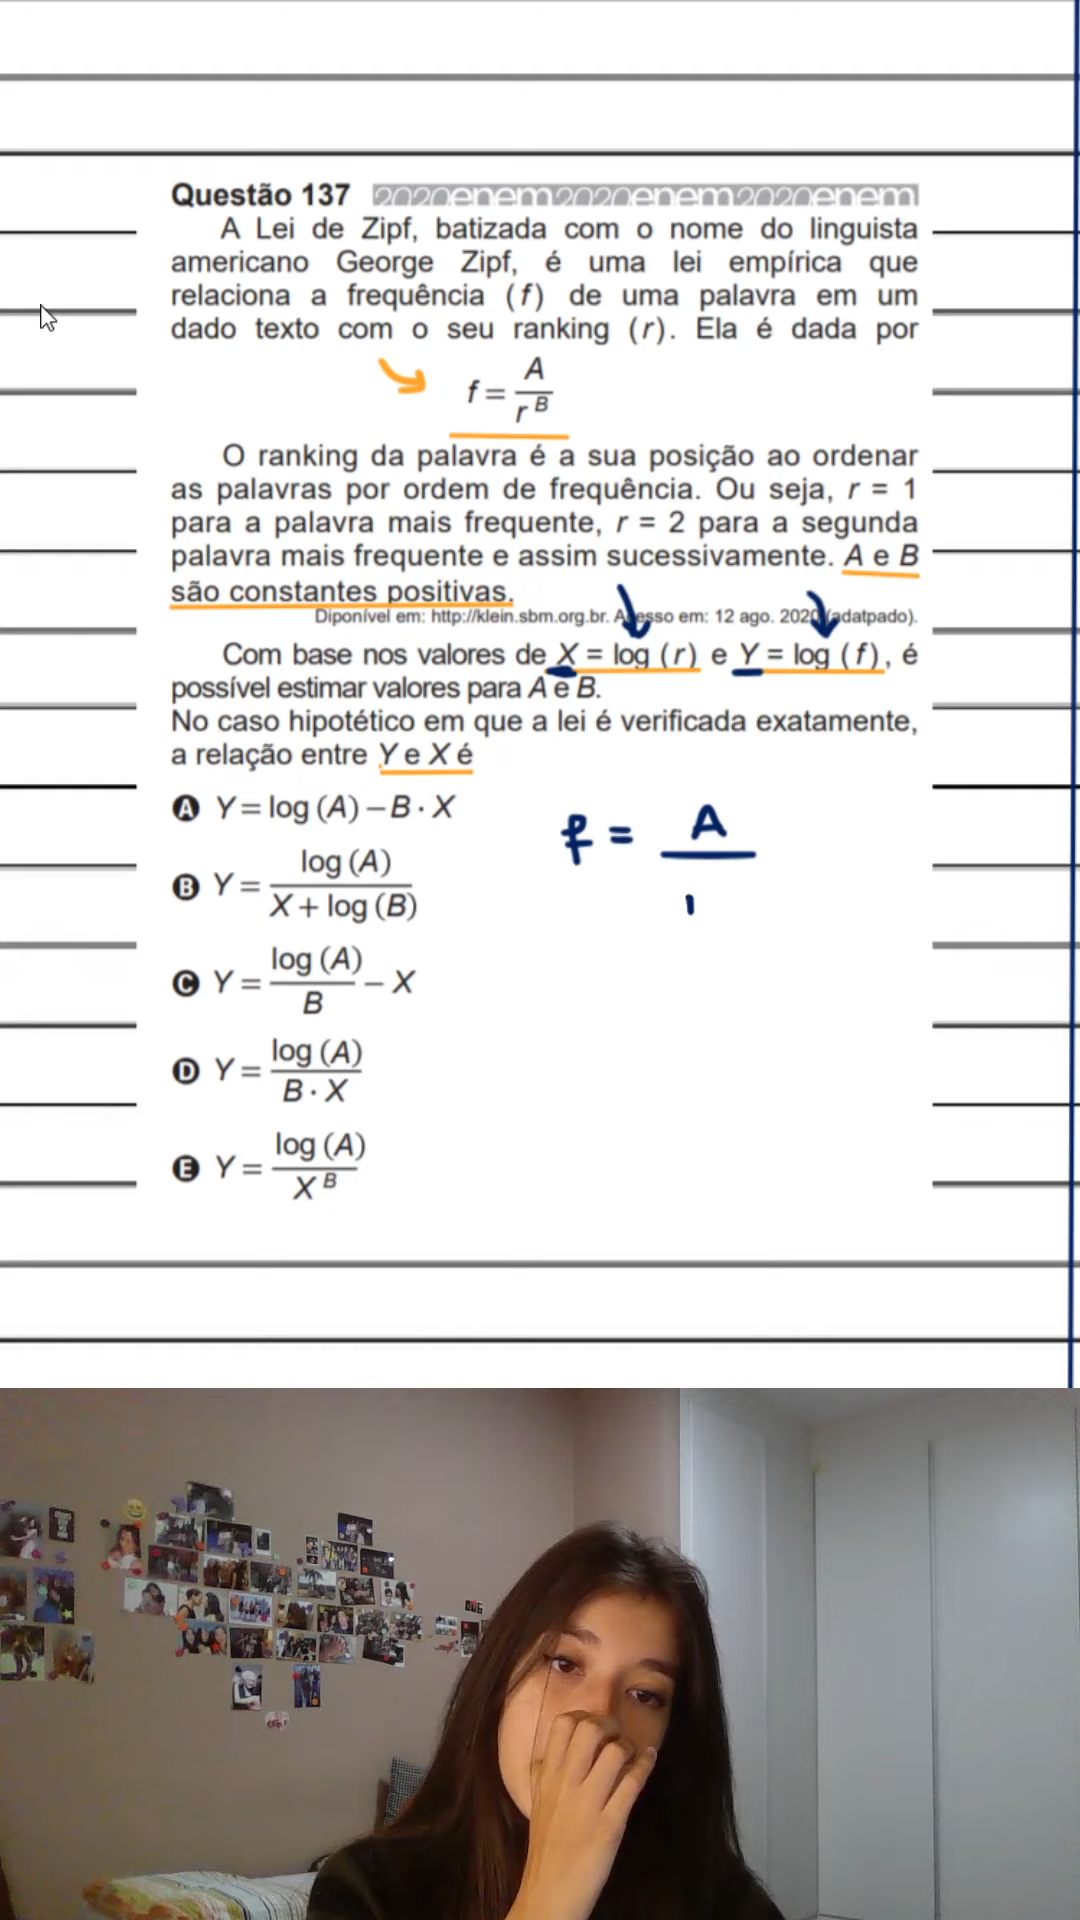 Questão 137 2020enem2020enem2020enem
A Lei de Zipf, batizada com o nome do linguista
americano George Zipf, é uma lei empírica que
relaciona a frequência (f) de uma palavra em um
dado texto com o seu ranking (r). Ela é dada por
f = A / r^B
O ranking da palavra é a sua posição ao ordenar
as palavras por ordem de frequência. Ou seja, r = 1
para a palavra mais frequente, r = 2 para a segunda
palavra mais frequente e assim sucessivamente. A e B
são constantes positivas.
Diponível em: http://klein.sbm.org.br. Acesso em: 12 ago. 2020 (adatpado).
Com base nos valores de X = log (r) e Y = log (f), é
possível estimar valores para A e B.
No caso hipotético em que a lei é verificada exatamente,
a relação entre Y e X é
A Y = log (A) – B · X
B Y = log (A) / X + log (B)
C Y = log (A) / B – X
D Y = log (A) / B · X
E Y = log (A) / X^B
f = A